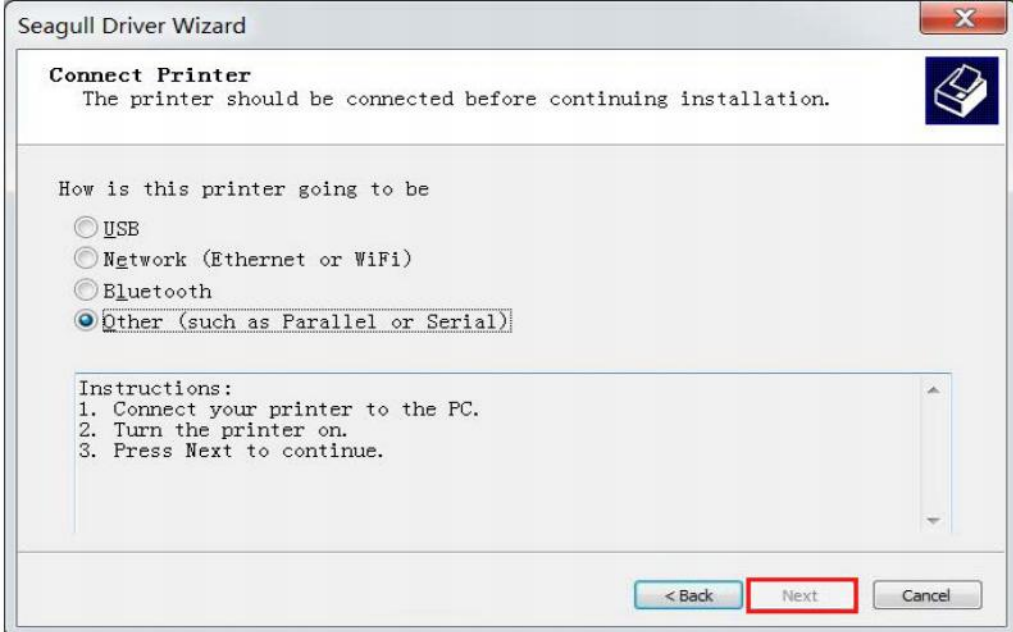 Seagull Driver Wizard
Connect Printer
The printer should be connected before continuing installation.
How is this printer going to be
USB
Network (Ethernet or WiFi)
Bluetooth
Other (such as Parallel or Serial)
Instructions:
1. Connect your printer to the PC.
2. Turn the printer on.
3. Press Next to continue.
< Back Next Cancel